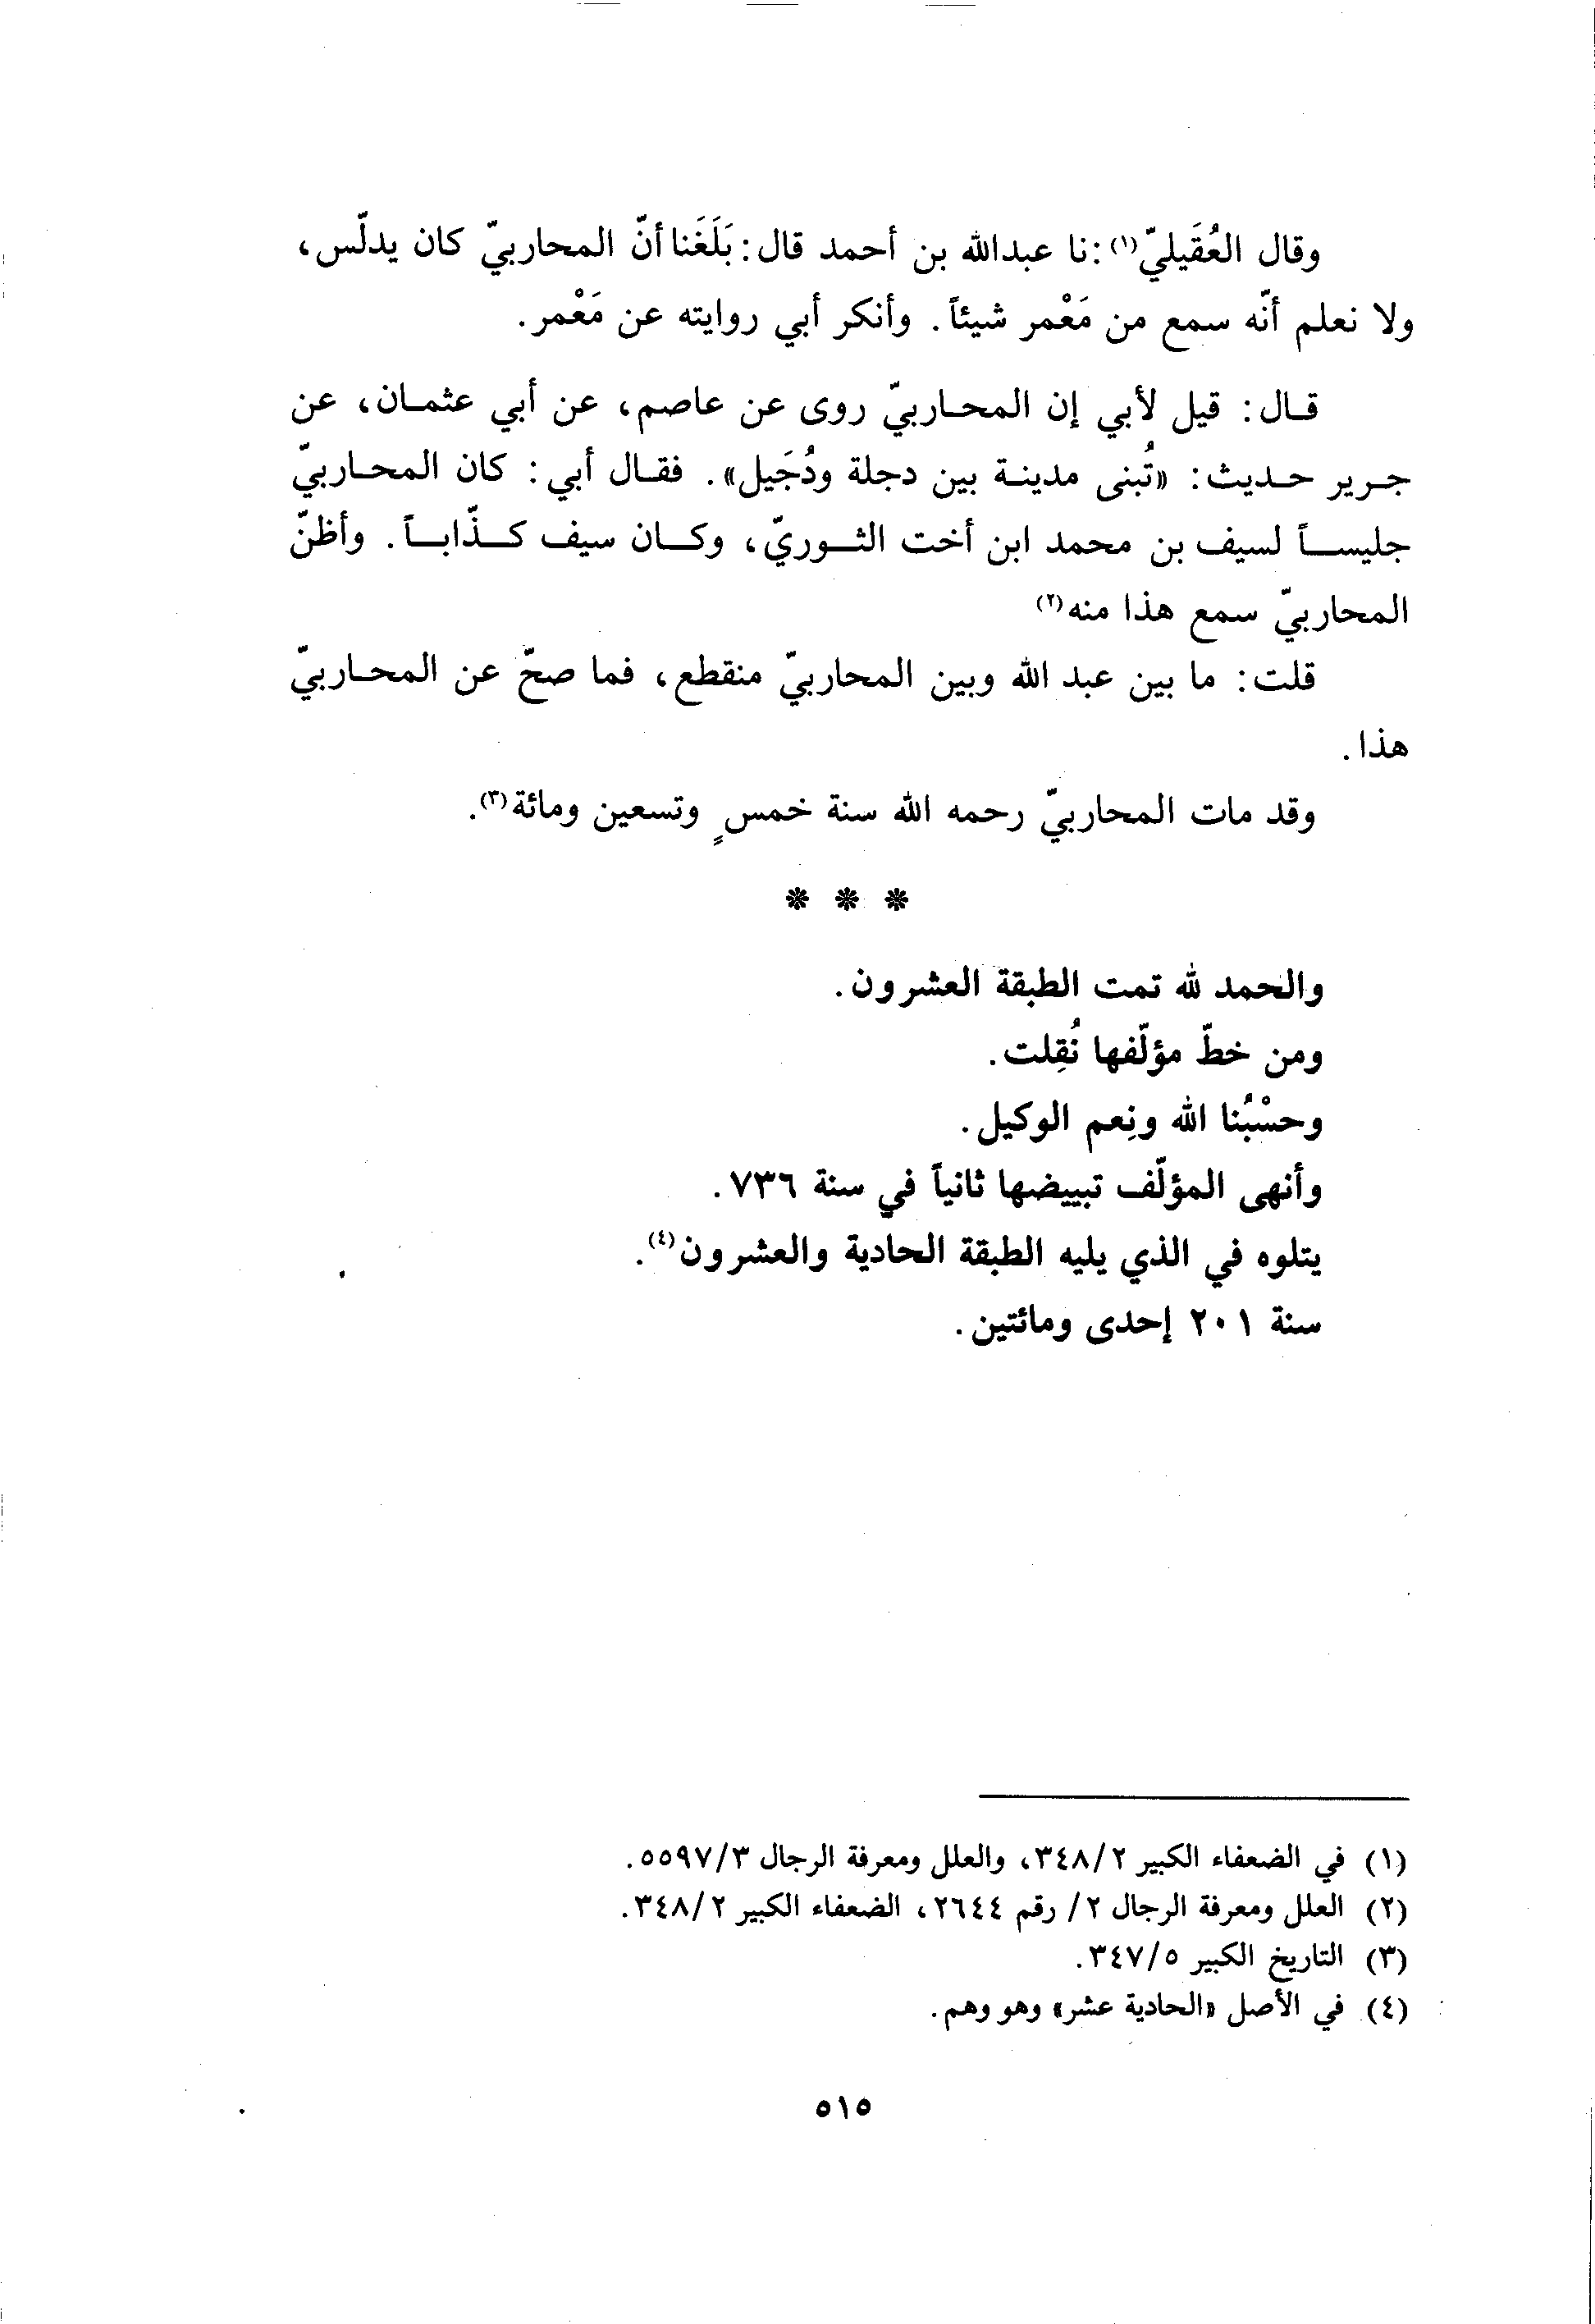 وقال العُقَيليّ(١): نا عبدالله بن أحمد قال: بَلَغَنا أنّ المحاربيّ كان يدلّس،
ولا نعلم أنّه سمع من مَعْمر شيئاً. وأنكر أبي روايته عن مَعْمر.
قال: قيل لأبي إن المحاربيّ روى عن عاصم، عن أبي عثمان، عن
جرير حديث: «تُبنى مدينة بين دجلة ودُجَيل». فقال أبي: كان المحاربيّ
جليساً لسيف بن محمد ابن أخت الثوريّ، وكان سيف كذّاباً. وأظنّ
المحاربيّ سمع هذا منه(٢)
قلت: ما بين عبد الله وبين المحاربيّ منقطع، فما صحّ عن المحاربيّ
هذا.
وقد مات المحاربيّ رحمه الله سنة خمسٍ وتسعين ومائة(٣).
* * *
والحمد لله تمت الطبقة العشرون.
ومن خطّ مؤلّفها نُقِلت.
وحسْبُنا الله ونِعم الوكيل.
وأنهى المؤلّف تبييضها ثانياً في سنة ٧٣٦.
يتلوه في الذي يليه الطبقة الحادية والعشرون(٤).
سنة ٢٠١ إحدى ومائتين.
(١) في الضعفاء الكبير ٣٤٨/٢، والعلل ومعرفة الرجال ٥٥٩٧/٣.
(٢) العلل ومعرفة الرجال ٢/ رقم ٢٦٤٤، الضعفاء الكبير ٣٤٨/٢.
(٣) التاريخ الكبير ٣٤٧/٥.
(٤) في الأصل «الحادية عشر» وهو وهم.
٥١٥